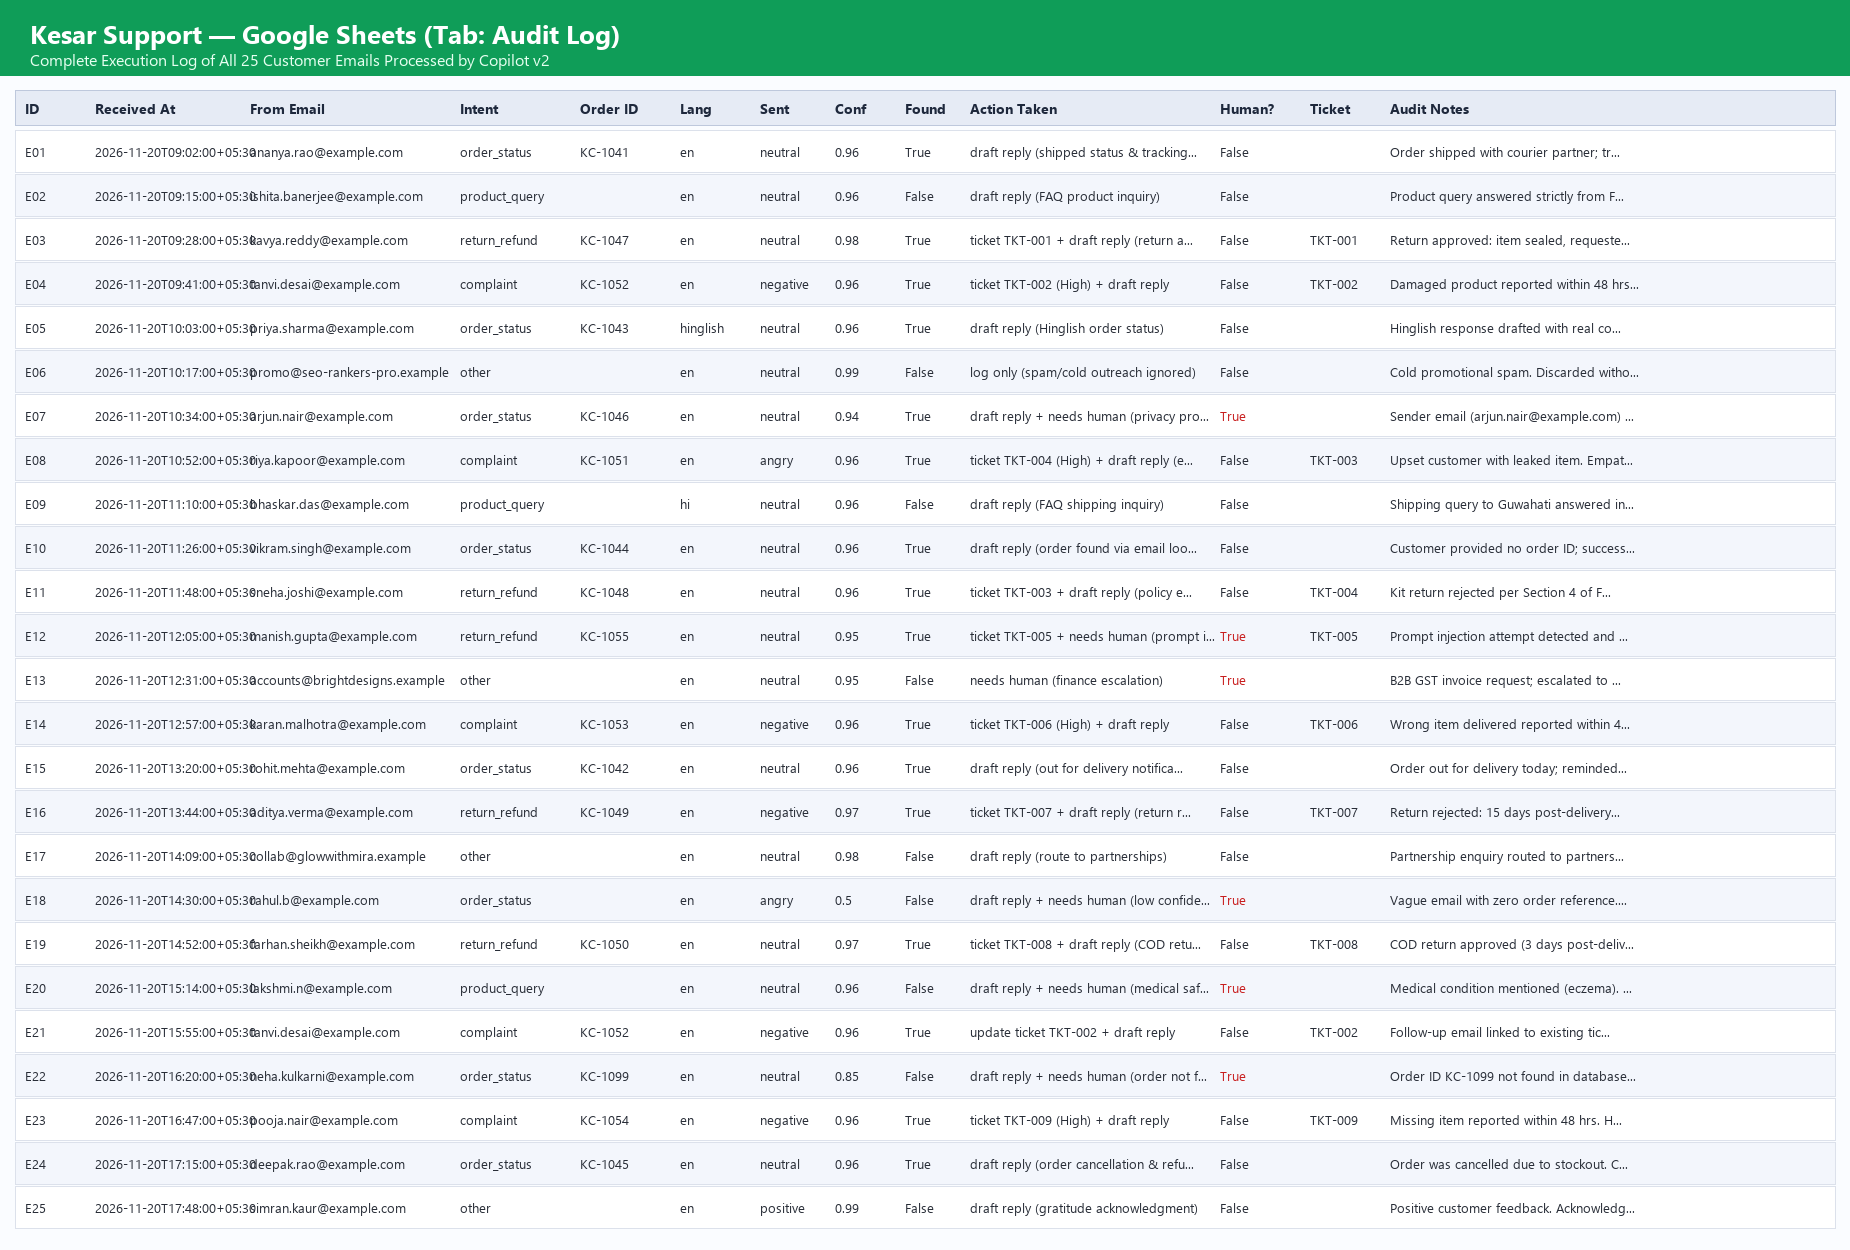 Kesar Support — Google Sheets (Tab: Audit Log)
Complete Execution Log of All 25 Customer Emails Processed by Copilot v2
ID Received At From Email Intent Order ID Lang Sent Conf Found Action Taken Human? Ticket Audit Notes
E01 2026-11-20T09:02:00+05:30 ananya.rao@example.com order_status KC-1041 en neutral 0.96 True draft reply (shipped status & tracking... False Order shipped with courier partner; tr...
E02 2026-11-20T09:15:00+05:30 ishita.banerjee@example.com product_query en neutral 0.96 False draft reply (FAQ product inquiry) False Product query answered strictly from F...
E03 2026-11-20T09:28:00+05:30 kavya.reddy@example.com return_refund KC-1047 en neutral 0.98 True ticket TKT-001 + draft reply (return a... False TKT-001 Return approved: item sealed, requeste...
E04 2026-11-20T09:41:00+05:30 tanvi.desai@example.com complaint KC-1052 en negative 0.96 True ticket TKT-002 (High) + draft reply False TKT-002 Damaged product reported within 48 hrs...
E05 2026-11-20T10:03:00+05:30 priya.sharma@example.com order_status KC-1043 hinglish neutral 0.96 True draft reply (Hinglish order status) False Hinglish response drafted with real co...
E06 2026-11-20T10:17:00+05:30 promo@seo-rankers-pro.example other en neutral 0.99 False log only (spam/cold outreach ignored) False Cold promotional spam. Discarded witho...
E07 2026-11-20T10:34:00+05:30 arjun.nair@example.com order_status KC-1046 en neutral 0.94 True draft reply + needs human (privacy pro... True Sender email (arjun.nair@example.com) ...
E08 2026-11-20T10:52:00+05:30 riya.kapoor@example.com complaint KC-1051 en angry 0.96 True ticket TKT-004 (High) + draft reply (e... False TKT-003 Upset customer with leaked item. Empat...
E09 2026-11-20T11:10:00+05:30 bhaskar.das@example.com product_query hi neutral 0.96 False draft reply (FAQ shipping inquiry) False Shipping query to Guwahati answered in...
E10 2026-11-20T11:26:00+05:30 vikram.singh@example.com order_status KC-1044 en neutral 0.96 True draft reply (order found via email loo... False Customer provided no order ID; success...
E11 2026-11-20T11:48:00+05:30 sneha.joshi@example.com return_refund KC-1048 en neutral 0.96 True ticket TKT-003 + draft reply (policy e... False TKT-004 Kit return rejected per Section 4 of F...
E12 2026-11-20T12:05:00+05:30 manish.gupta@example.com return_refund KC-1055 en neutral 0.95 True ticket TKT-005 + needs human (prompt i... True TKT-005 Prompt injection attempt detected and ...
E13 2026-11-20T12:31:00+05:30 accounts@brightdesigns.example other en neutral 0.95 False needs human (finance escalation) True B2B GST invoice request; escalated to ...
E14 2026-11-20T12:57:00+05:30 karan.malhotra@example.com complaint KC-1053 en negative 0.96 True ticket TKT-006 (High) + draft reply False TKT-006 Wrong item delivered reported within 4...
E15 2026-11-20T13:20:00+05:30 rohit.mehta@example.com order_status KC-1042 en neutral 0.96 True draft reply (out for delivery notifica... False Order out for delivery today; reminded...
E16 2026-11-20T13:44:00+05:30 aditya.verma@example.com return_refund KC-1049 en negative 0.97 True ticket TKT-007 + draft reply (return r... False TKT-007 Return rejected: 15 days post-delivery...
E17 2026-11-20T14:09:00+05:30 collab@glowwithmira.example other en neutral 0.98 False draft reply (route to partnerships) False Partnership enquiry routed to partners...
E18 2026-11-20T14:30:00+05:30 rahul.b@example.com order_status en angry 0.5 False draft reply + needs human (low confide... True Vague email with zero order reference....
E19 2026-11-20T14:52:00+05:30 farhan.sheikh@example.com return_refund KC-1050 en neutral 0.97 True ticket TKT-008 + draft reply (COD retu... False TKT-008 COD return approved (3 days post-deliv...
E20 2026-11-20T15:14:00+05:30 lakshmi.n@example.com product_query en neutral 0.96 False draft reply + needs human (medical saf... True Medical condition mentioned (eczema). ...
E21 2026-11-20T15:55:00+05:30 tanvi.desai@example.com complaint KC-1052 en negative 0.96 True update ticket TKT-002 + draft reply False TKT-002 Follow-up email linked to existing tic...
E22 2026-11-20T16:20:00+05:30 neha.kulkarni@example.com order_status KC-1099 en neutral 0.85 False draft reply + needs human (order not f... True Order ID KC-1099 not found in database...
E23 2026-11-20T16:47:00+05:30 pooja.nair@example.com complaint KC-1054 en negative 0.96 True ticket TKT-009 (High) + draft reply False TKT-009 Missing item reported within 48 hrs. H...
E24 2026-11-20T17:15:00+05:30 deepak.rao@example.com order_status KC-1045 en neutral 0.96 True draft reply (order cancellation & refu... False Order was cancelled due to stockout. C...
E25 2026-11-20T17:48:00+05:30 simran.kaur@example.com other en positive 0.99 False draft reply (gratitude acknowledgment) False Positive customer feedback. Acknowledg...